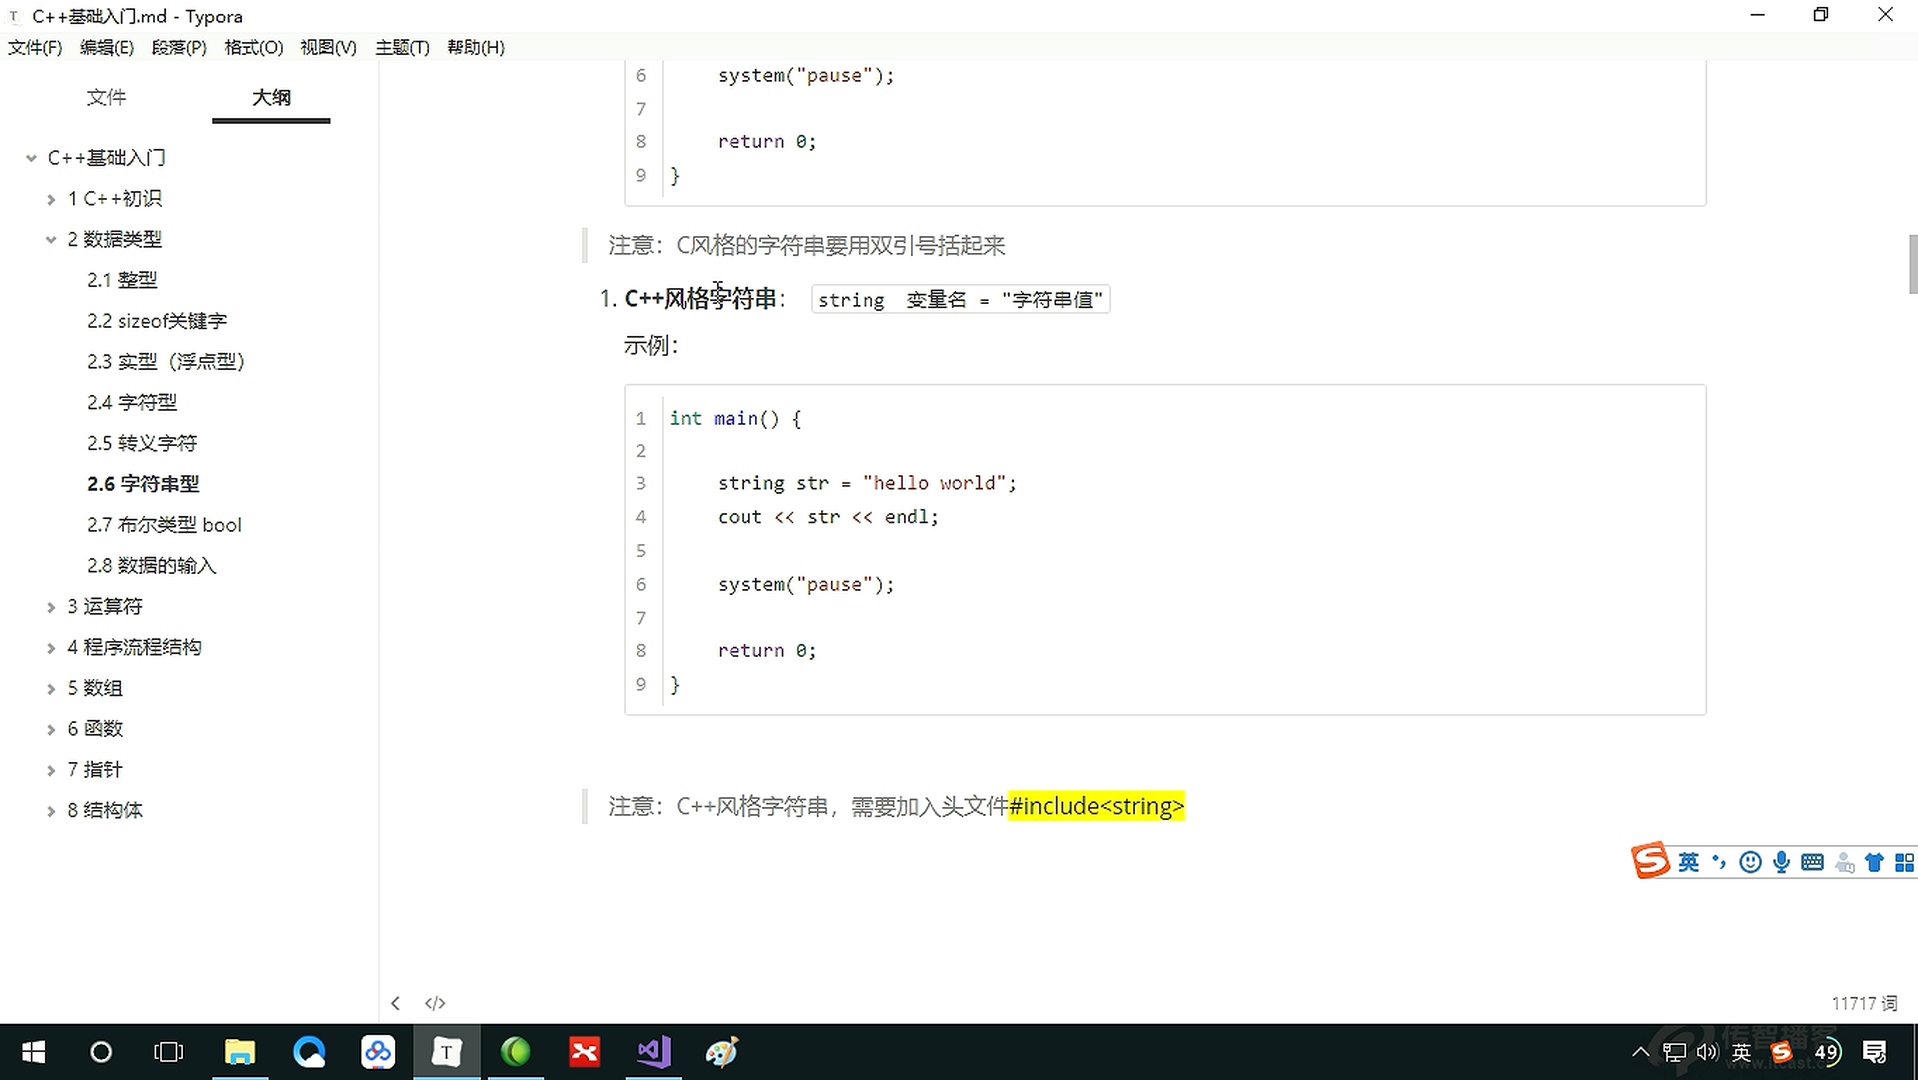 C++基础入门.md - Typora
文件(F) 编辑(E) 段落(P) 格式(O) 视图(V) 主题(T) 帮助(H)
文件 大纲
C++基础入门
1 C++初识
2 数据类型
2.1 整型
2.2 sizeof关键字
2.3 实型（浮点型）
2.4 字符型
2.5 转义字符
2.6 字符串型
2.7 布尔类型 bool
2.8 数据的输入
3 运算符
4 程序流程结构
5 数组
6 函数
7 指针
8 结构体
6 system("pause");
7
8 return 0;
9 }
注意：C风格的字符串要用双引号括起来
1. C++风格字符串： string 变量名 = "字符串值"
示例：
1 int main() {
2
3 string str = "hello world";
4 cout << str << endl;
5
6 system("pause");
7
8 return 0;
9 }
注意：C++风格字符串，需要加入头文件#include<string>
英
11717 词
英 49
传智播客